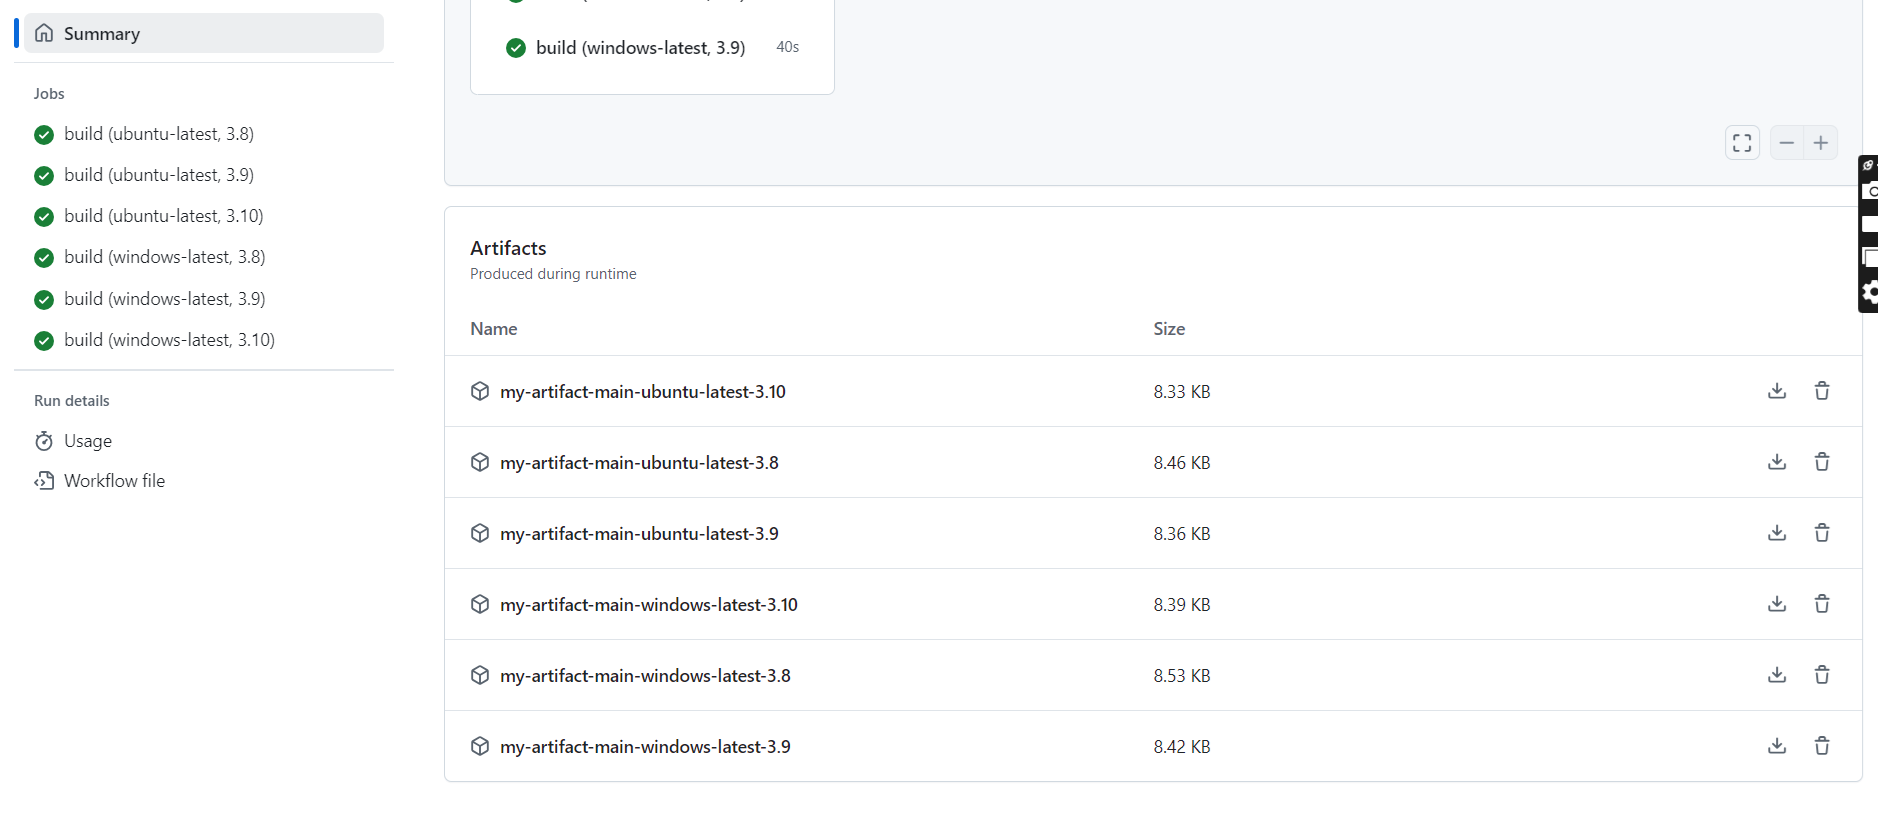 Summary
Jobs
build (ubuntu-latest, 3.8)
build (ubuntu-latest, 3.9)
build (ubuntu-latest, 3.10)
build (windows-latest, 3.8)
build (windows-latest, 3.9)
build (windows-latest, 3.10)
Run details
Usage
Workflow file
build (windows-latest, 3.9) 40s
Artifacts
Produced during runtime
Name Size
my-artifact-main-ubuntu-latest-3.10 8.33 KB
my-artifact-main-ubuntu-latest-3.8 8.46 KB
my-artifact-main-ubuntu-latest-3.9 8.36 KB
my-artifact-main-windows-latest-3.10 8.39 KB
my-artifact-main-windows-latest-3.8 8.53 KB
my-artifact-main-windows-latest-3.9 8.42 KB